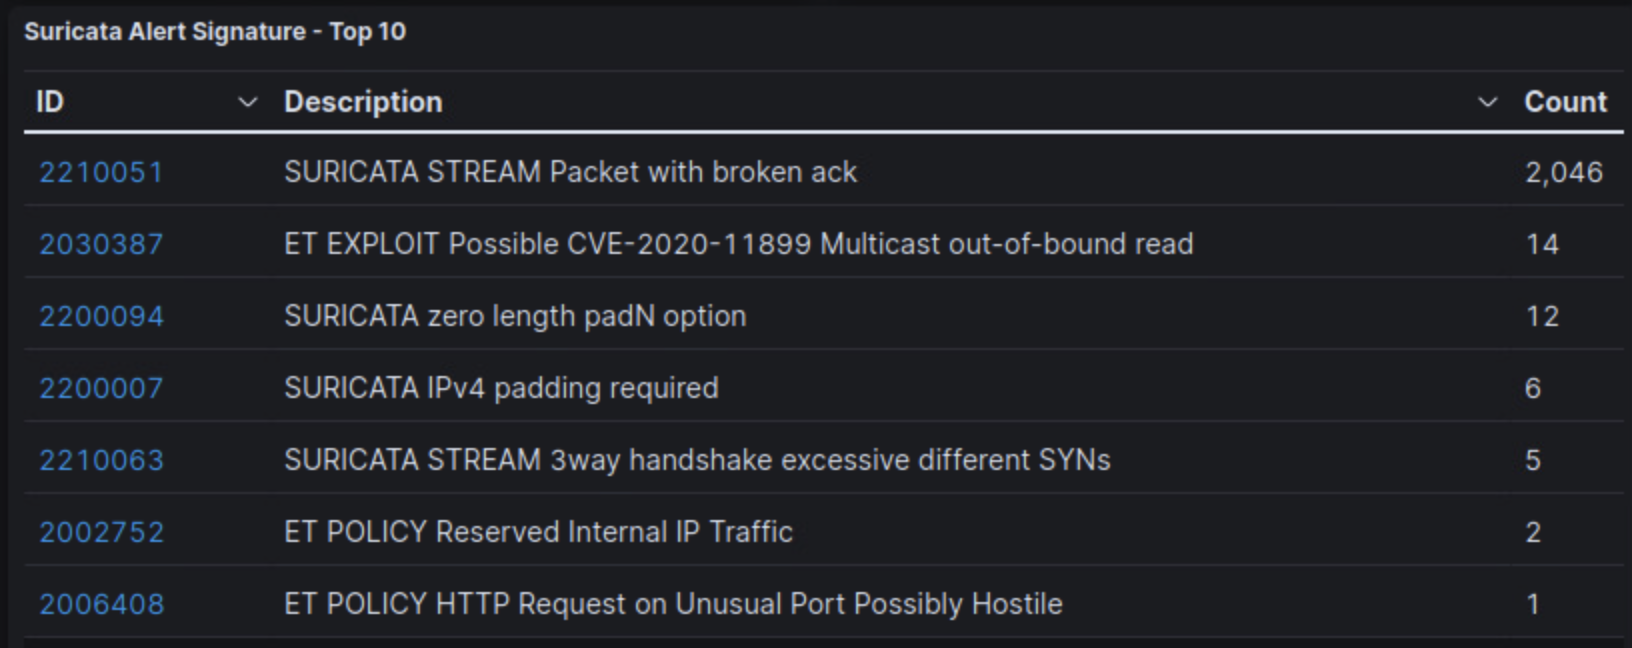 Suricata Alert Signature - Top 10
ID Description Count
2210051 SURICATA STREAM Packet with broken ack 2,046
2030387 ET EXPLOIT Possible CVE-2020-11899 Multicast out-of-bound read 14
2200094 SURICATA zero length padN option 12
2200007 SURICATA IPv4 padding required 6
2210063 SURICATA STREAM 3way handshake excessive different SYNs 5
2002752 ET POLICY Reserved Internal IP Traffic 2
2006408 ET POLICY HTTP Request on Unusual Port Possibly Hostile 1